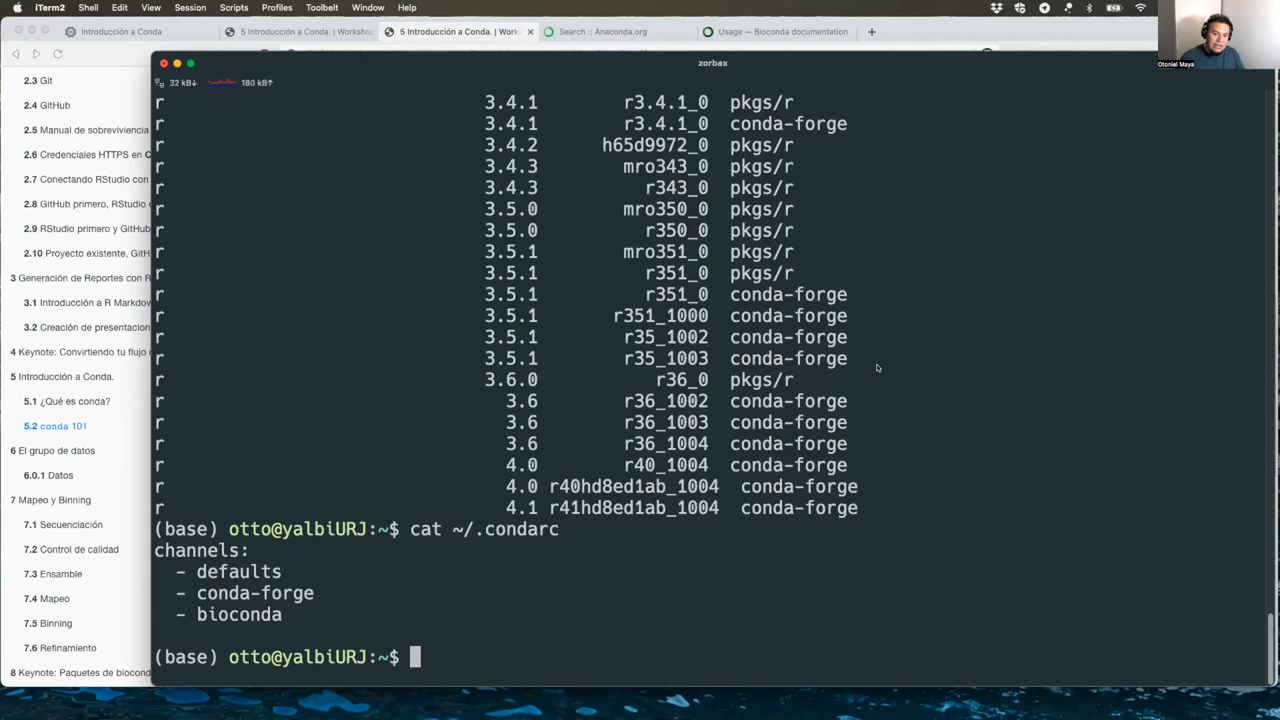 iTerm2 Shell Edit View Session Scripts Profiles Toolbelt Window Help
Introducción a Conda
5 Introducción a Conda. | Worksho
5 Introducción a Conda. | Work
Search :: Anaconda.org
Usage — Bioconda documentation
Otoniel Maya
2.3 Git
2.4 GitHub
2.5 Manual de sobreviviencia
2.6 Credenciales HTTPS en C
2.7 Conectando RStudio con
2.8 GitHub primero, RStudio d
2.9 RStudio primero y GitHub
2.10 Proyecto existente, GitH
3 Generación de Reportes con R
3.1 Introducción a R Markdow
3.2 Creación de presentacion
4 Keynote: Convirtiendo tu flujo d
5 Introducción a Conda.
5.1 ¿Qué es conda?
5.2 conda 101
6 El grupo de datos
6.0.1 Datos
7 Mapeo y Binning
7.1 Secuenciación
7.2 Control de calidad
7.3 Ensamble
7.4 Mapeo
7.5 Binning
7.6 Refinamiento
8 Keynote: Paquetes de biocond
zorbax
32 kB↓ 180 kB↑
r 3.4.1 r3.4.1_0 pkgs/r
r 3.4.1 r3.4.1_0 conda-forge
r 3.4.2 h65d9972_0 pkgs/r
r 3.4.3 mro343_0 pkgs/r
r 3.4.3 r343_0 pkgs/r
r 3.5.0 mro350_0 pkgs/r
r 3.5.0 r350_0 pkgs/r
r 3.5.1 mro351_0 pkgs/r
r 3.5.1 r351_0 pkgs/r
r 3.5.1 r351_0 conda-forge
r 3.5.1 r351_1000 conda-forge
r 3.5.1 r35_1002 conda-forge
r 3.5.1 r35_1003 conda-forge
r 3.6.0 r36_0 pkgs/r
r 3.6 r36_1002 conda-forge
r 3.6 r36_1003 conda-forge
r 3.6 r36_1004 conda-forge
r 4.0 r40_1004 conda-forge
r 4.0 r40hd8ed1ab_1004 conda-forge
r 4.1 r41hd8ed1ab_1004 conda-forge
(base) otto@yalbiURJ:~$ cat ~/.condarc
channels:
- defaults
- conda-forge
- bioconda
(base) otto@yalbiURJ:~$